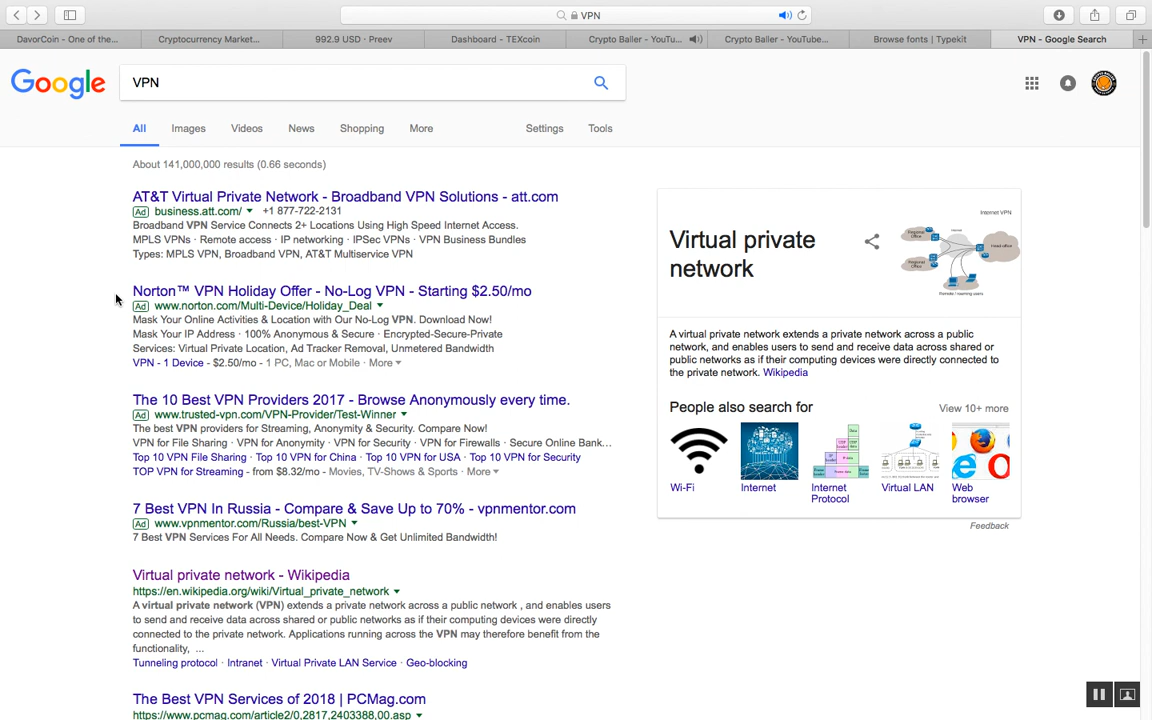 VPN
DavorCoin - One of the...
Cryptocurrency Market...
992.9 USD · Preev
Dashboard - TEXcoin
Crypto Baller - YouTu...
Crypto Baller - YouTube...
Browse fonts | Typekit
VPN - Google Search
Google
VPN
All
Images
Videos
News
Shopping
More
Settings
Tools
About 141,000,000 results (0.66 seconds)
AT&T Virtual Private Network - Broadband VPN Solutions - att.com
Ad business.att.com/ +1 877-722-2131
Broadband VPN Service Connects 2+ Locations Using High Speed Internet Access.
MPLS VPNs · Remote access · IP networking · IPSec VPNs · VPN Business Bundles
Types: MPLS VPN, Broadband VPN, AT&T Multiservice VPN
Norton™ VPN Holiday Offer - No-Log VPN - Starting $2.50/mo
Ad www.norton.com/Multi-Device/Holiday_Deal
Mask Your Online Activities & Location with Our No-Log VPN. Download Now!
Mask Your IP Address · 100% Anonymous & Secure · Encrypted-Secure-Private
Services: Virtual Private Location, Ad Tracker Removal, Unmetered Bandwidth
VPN - 1 Device - $2.50/mo - 1 PC, Mac or Mobile · More
The 10 Best VPN Providers 2017 - Browse Anonymously every time.
Ad www.trusted-vpn.com/VPN-Provider/Test-Winner
The best VPN providers for Streaming, Anonymity & Security. Compare Now!
VPN for File Sharing · VPN for Anonymity · VPN for Security · VPN for Firewalls · Secure Online Bank...
Top 10 VPN File Sharing · Top 10 VPN for China · Top 10 VPN for USA · Top 10 VPN for Security
TOP VPN for Streaming - from $8.32/mo - Movies, TV-Shows & Sports · More
7 Best VPN In Russia - Compare & Save Up to 70% - vpnmentor.com
Ad www.vpnmentor.com/Russia/best-VPN
7 Best VPN Services For All Needs. Compare Now & Get Unlimited Bandwidth!
Virtual private network - Wikipedia
https://en.wikipedia.org/wiki/Virtual_private_network
A virtual private network (VPN) extends a private network across a public network , and enables users
to send and receive data across shared or public networks as if their computing devices were directly
connected to the private network. Applications running across the VPN may therefore benefit from the
functionality, ...
Tunneling protocol · Intranet · Virtual Private LAN Service · Geo-blocking
The Best VPN Services of 2018 | PCMag.com
https://www.pcmag.com/article2/0,2817,2403388,00.asp
Virtual private
network
Internet VPN
Head office
Remote / roaming users
A virtual private network extends a private network across a public
network, and enables users to send and receive data across shared or
public networks as if their computing devices were directly connected to
the private network. Wikipedia
People also search for
View 10+ more
Wi-Fi
Internet
Internet
Protocol
Virtual LAN
Web
browser
Feedback